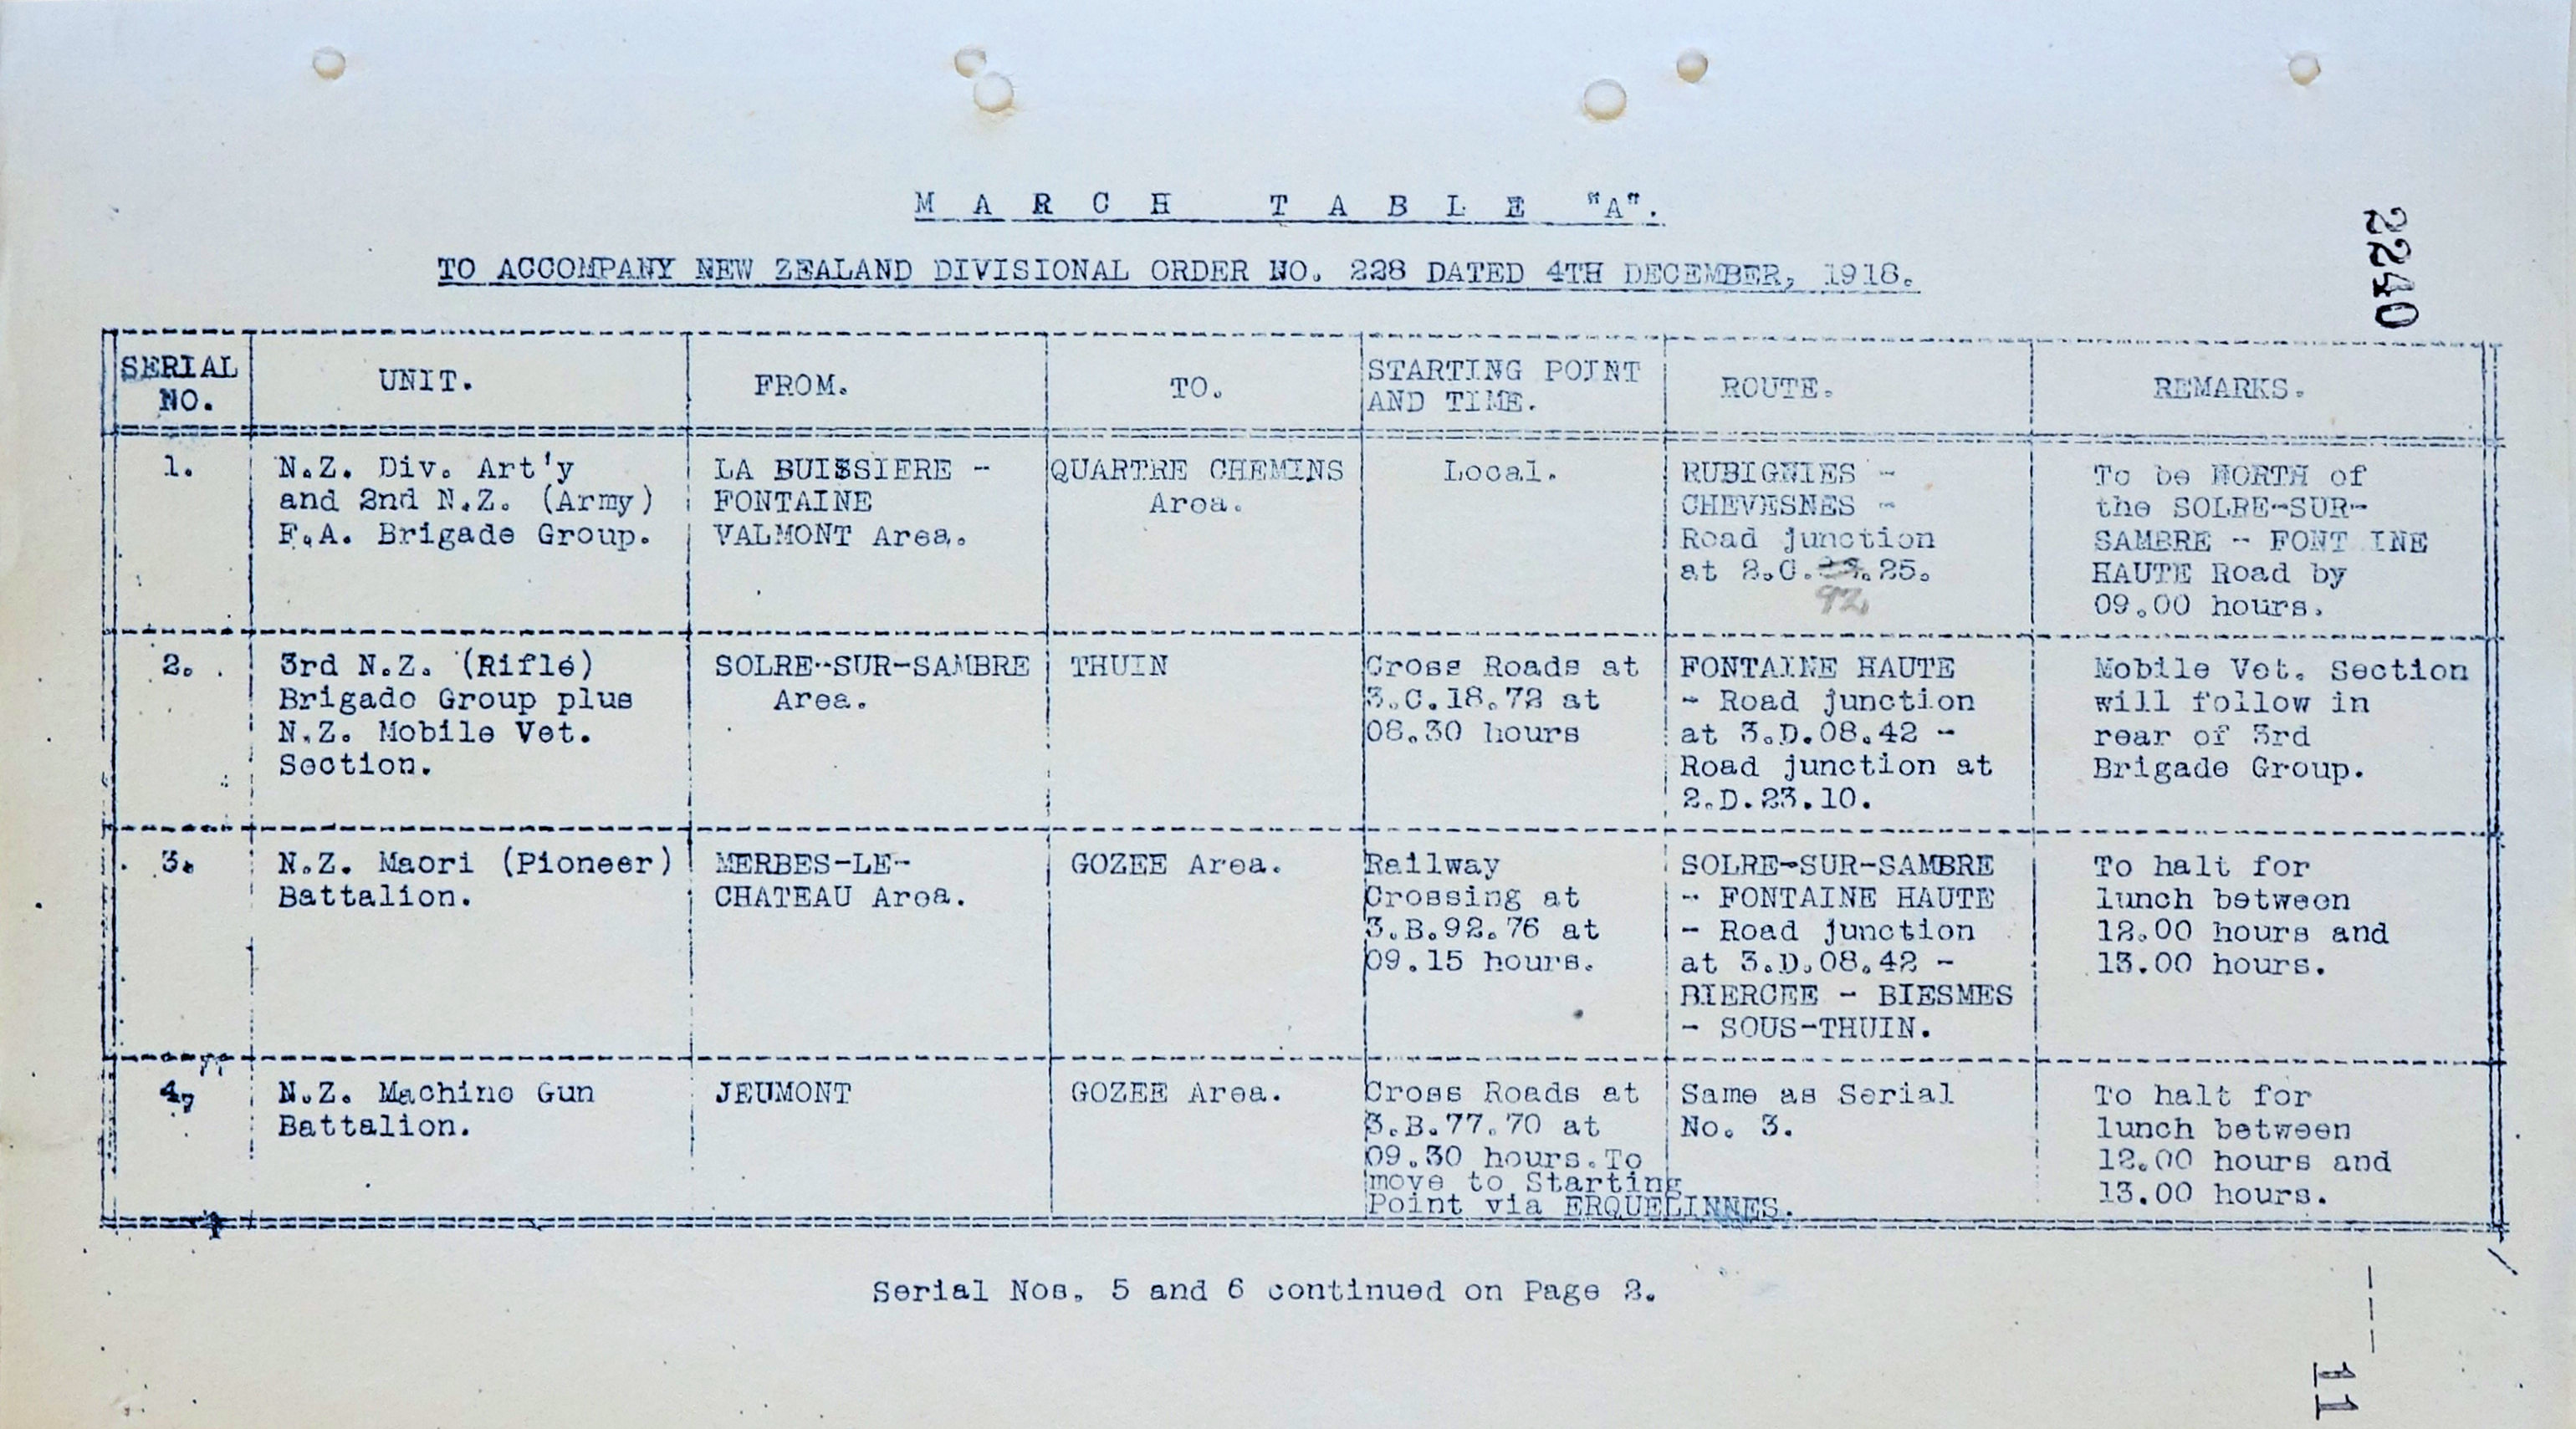 M A R C H   T A B L E "A".
2240
TO ACCOMPANY NEW ZEALAND DIVISIONAL ORDER NO. 228 DATED 4TH DECEMBER, 1918.
SERIAL
NO.
UNIT.
FROM.
TO.
STARTING POINT
AND TIME.
ROUTE.
REMARKS.
1.
N.Z. Div. Art'y
and 2nd N.Z. (Army)
F.A. Brigade Group.
LA BUISSIERE -
FONTAINE
VALMONT Area.
QUARTRE CHEMINS
Area.
Local.
RUBIGNIES -
CHEVESNES -
Road junction
at 2.C. .25.
92
To be NORTH of
the SOLRE-SUR-
SAMBRE - FONT INE
HAUTE Road by
09.00 hours.
2.
3rd N.Z. (Rifle)
Brigade Group plus
N.Z. Mobile Vet.
Section.
SOLRE-SUR-SAMBRE
Area.
THUIN
Cross Roads at
3.C.18.72 at
08.30 hours
FONTAINE HAUTE
- Road junction
at 3.D.08.42 -
Road junction at
2.D.23.10.
Mobile Vet. Section
will follow in
rear of 3rd
Brigade Group.
3.
N.Z. Maori (Pioneer)
Battalion.
MERBES-LE-
CHATEAU Area.
GOZEE Area.
Railway
Crossing at
3.B.92.76 at
09.15 hours.
SOLRE-SUR-SAMBRE
- FONTAINE HAUTE
- Road junction
at 3.D.08.42 -
BIERCEE - BIESMES
- SOUS-THUIN.
To halt for
lunch between
12.00 hours and
13.00 hours.
4,
N.Z. Machine Gun
Battalion.
JEUMONT
GOZEE Area.
Cross Roads at
3.B.77.70 at
09.30 hours.To
move to Starting
Point via ERQUELINNES.
Same as Serial
No. 3.
To halt for
lunch between
12.00 hours and
13.00 hours.
Serial Nos. 5 and 6 continued on Page 2.
--- 11